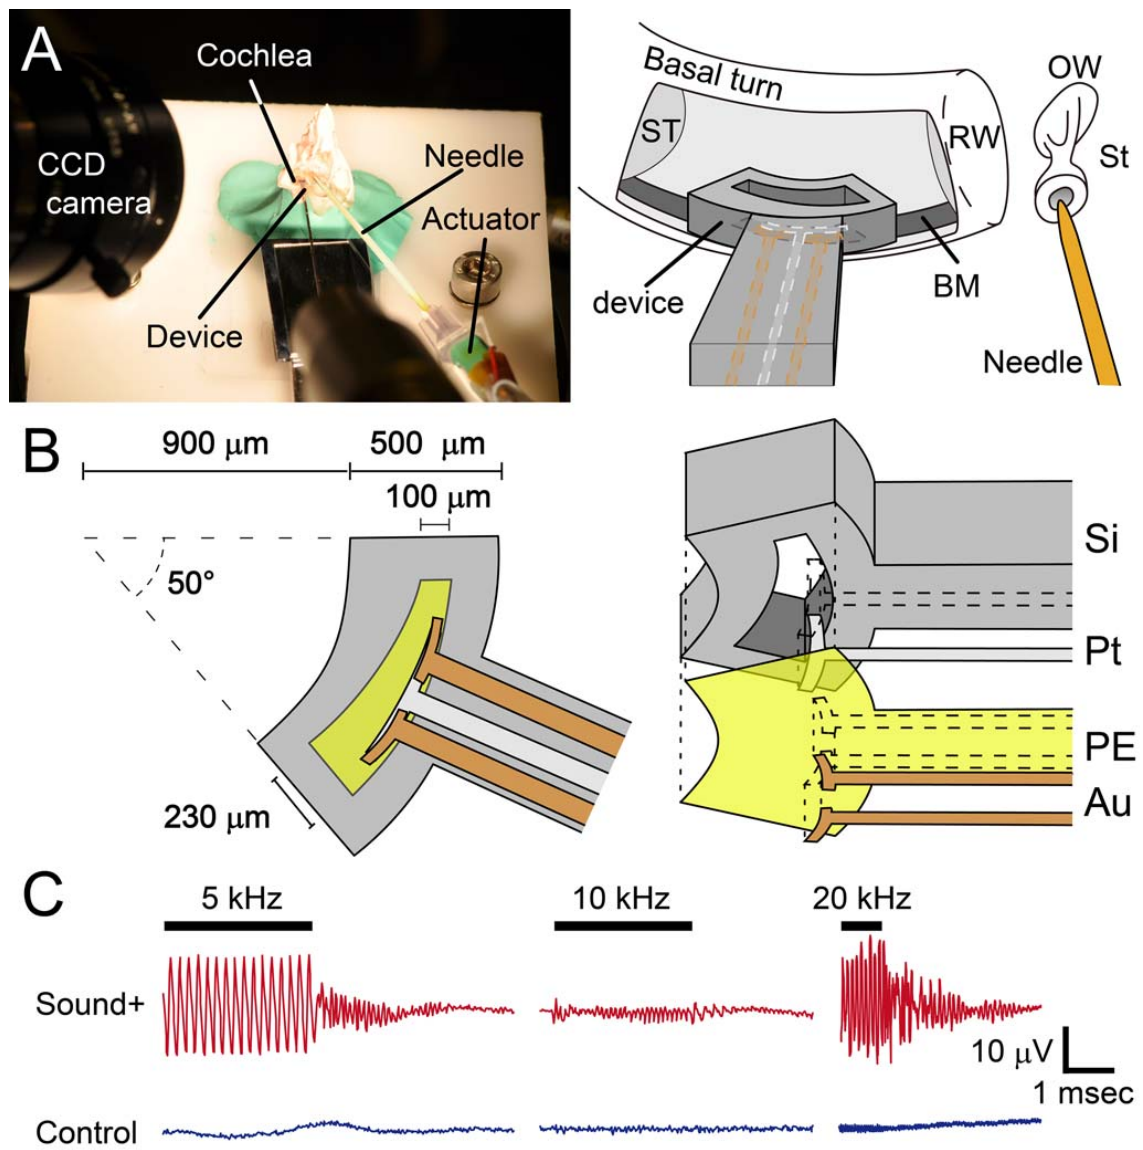 A
Cochlea
CCD
camera
Needle
Actuator
Device
Basal turn
ST
RW
OW
St
device
BM
Needle
B
900 μm
500 μm
100 μm
50°
230 μm
Si
Pt
PE
Au
C
5 kHz
10 kHz
20 kHz
Sound+
10 μV
1 msec
Control